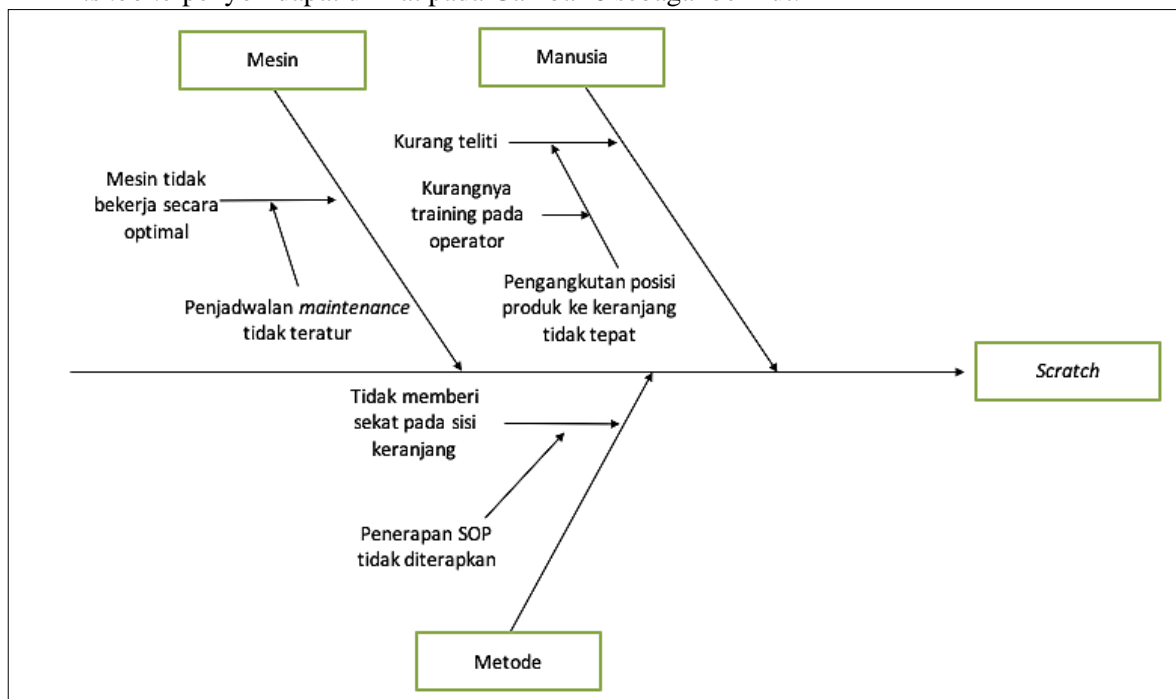 Mesin
Manusia
Kurang teliti
Mesin tidak
bekerja secara
optimal
Kurangnya
training pada
operator
Penjadwalan maintenance
tidak teratur
Pengangkutan posisi
produk ke keranjang
tidak tepat
Scratch
Tidak memberi
sekat pada sisi
keranjang
Penerapan SOP
tidak diterapkan
Metode